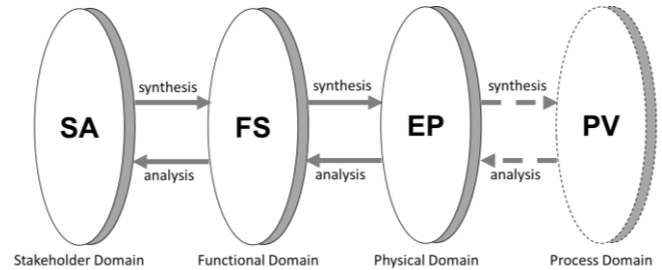 synthesis synthesis synthesis
SA FS EP PV
analysis analysis analysis
Stakeholder Domain Functional Domain Physical Domain Process Domain